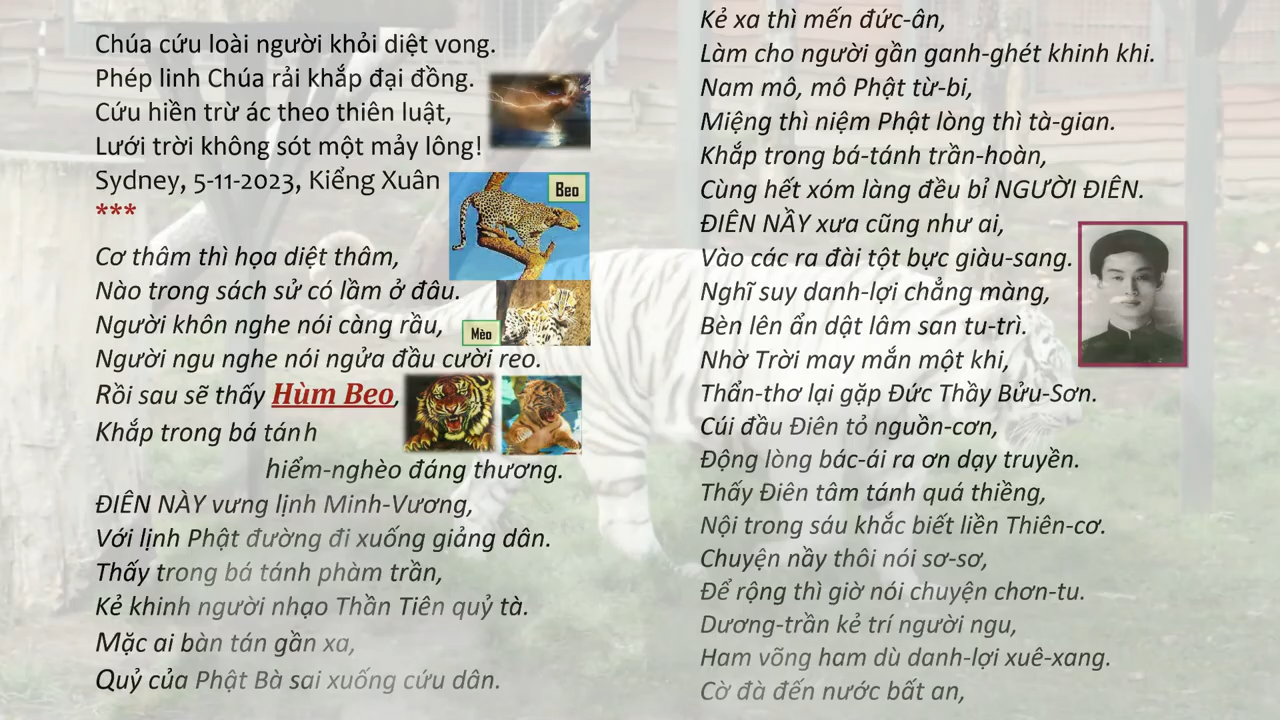 Chúa cứu loài người khỏi diệt vong.
Phép linh Chúa rải khắp đại đồng.
Cứu hiền trừ ác theo thiên luật,
Lưới trời không sót một mảy lông!
Sydney, 5-11-2023, Kiểng Xuân
Beo
***
Cơ thâm thì họa diệt thâm,
Nào trong sách sử có lầm ở đâu.
Người khôn nghe nói càng rầu,
Mèo
Người ngu nghe nói ngửa đầu cười reo.
Rồi sau sẽ thấy Hùm Beo,
Khắp trong bá tánh
hiểm-nghèo đáng thương.
ĐIÊN NÀY vưng lịnh Minh-Vương,
Với lịnh Phật đường đi xuống giảng dân.
Thấy trong bá tánh phàm trần,
Kẻ khinh người nhạo Thần Tiên quỷ tà.
Mặc ai bàn tán gần xa,
Quỷ của Phật Bà sai xuống cứu dân.
Kẻ xa thì mến đức-ân,
Làm cho người gần ganh-ghét khinh khi.
Nam mô, mô Phật từ-bi,
Miệng thì niệm Phật lòng thì tà-gian.
Khắp trong bá-tánh trần-hoàn,
Cùng hết xóm làng đều bỉ NGƯỜI ĐIÊN.
ĐIÊN NẦY xưa cũng như ai,
Vào các ra đài tột bực giàu-sang.
Nghĩ suy danh-lợi chẳng màng,
Bèn lên ẩn dật lâm san tu-trì.
Nhờ Trời may mắn một khi,
Thẩn-thơ lại gặp Đức Thầy Bửu-Sơn.
Cúi đầu Điên tỏ nguồn-cơn,
Động lòng bác-ái ra ơn dạy truyền.
Thấy Điên tâm tánh quá thiềng,
Nội trong sáu khắc biết liền Thiên-cơ.
Chuyện nầy thôi nói sơ-sơ,
Để rộng thì giờ nói chuyện chơn-tu.
Dương-trần kẻ trí người ngu,
Ham võng ham dù danh-lợi xuê-xang.
Cờ đà đến nước bất an,